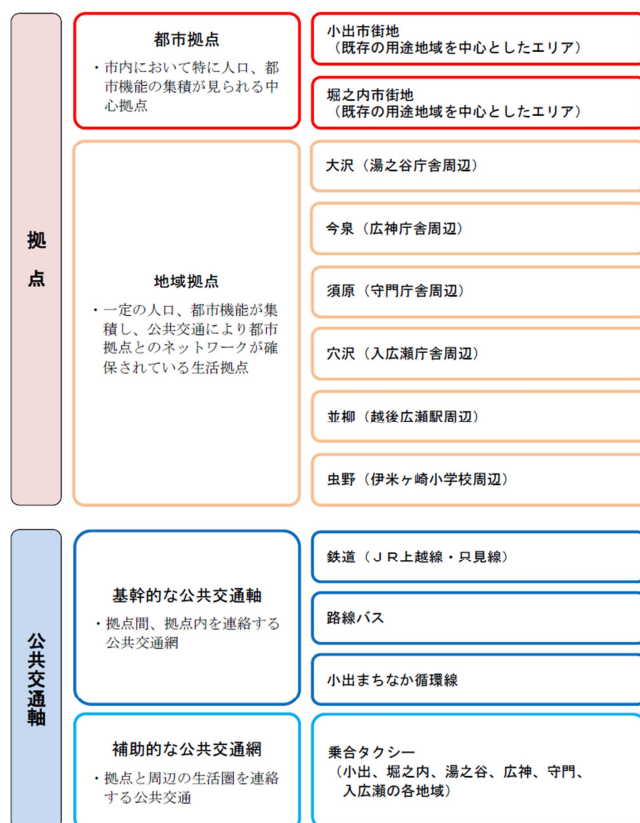 拠点
都市拠点
・市内において特に人口、都
市機能の集積が見られる中
心拠点
小出市街地
（既存の用途地域を中心としたエリア）
堀之内市街地
（既存の用途地域を中心としたエリア）
地域拠点
・一定の人口、都市機能が集
積し、公共交通により都市
拠点とのネットワークが確
保されている生活拠点
大沢（湯之谷庁舎周辺）
今泉（広神庁舎周辺）
須原（守門庁舎周辺）
穴沢（入広瀬庁舎周辺）
並柳（越後広瀬駅周辺）
虫野（伊米ヶ崎小学校周辺）
公共交通軸
基幹的な公共交通軸
・拠点間、拠点内を連絡する
公共交通網
鉄道（ＪＲ上越線・只見線）
路線バス
小出まちなか循環線
補助的な公共交通網
・拠点と周辺の生活圏を連絡
する公共交通
乗合タクシー
（小出、堀之内、湯之谷、広神、守門、
入広瀬の各地域）